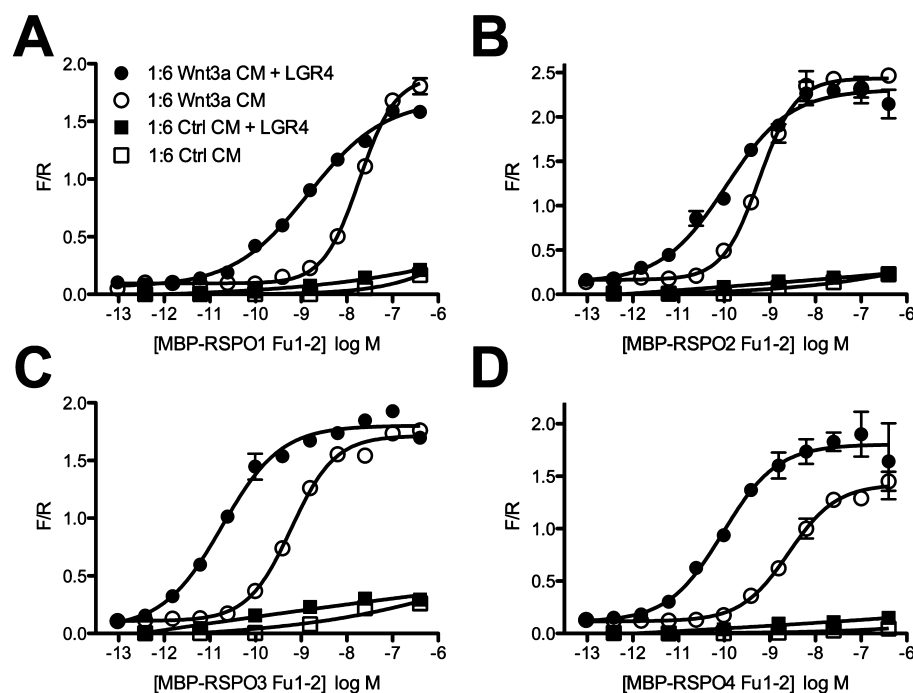 A
2.0
1.5
1.0
0.5
0.0
F/R
1:6 Wnt3a CM + LGR4
1:6 Wnt3a CM
1:6 Ctrl CM + LGR4
1:6 Ctrl CM
-13 -12 -11 -10 -9 -8 -7 -6
[MBP-RSPO1 Fu1-2] log M
B
2.5
2.0
1.5
1.0
0.5
0.0
F/R
-13 -12 -11 -10 -9 -8 -7 -6
[MBP-RSPO2 Fu1-2] log M
C
2.0
1.5
1.0
0.5
0.0
F/R
-13 -12 -11 -10 -9 -8 -7 -6
[MBP-RSPO3 Fu1-2] log M
D
2.0
1.5
1.0
0.5
0.0
F/R
-13 -12 -11 -10 -9 -8 -7 -6
[MBP-RSPO4 Fu1-2] log M